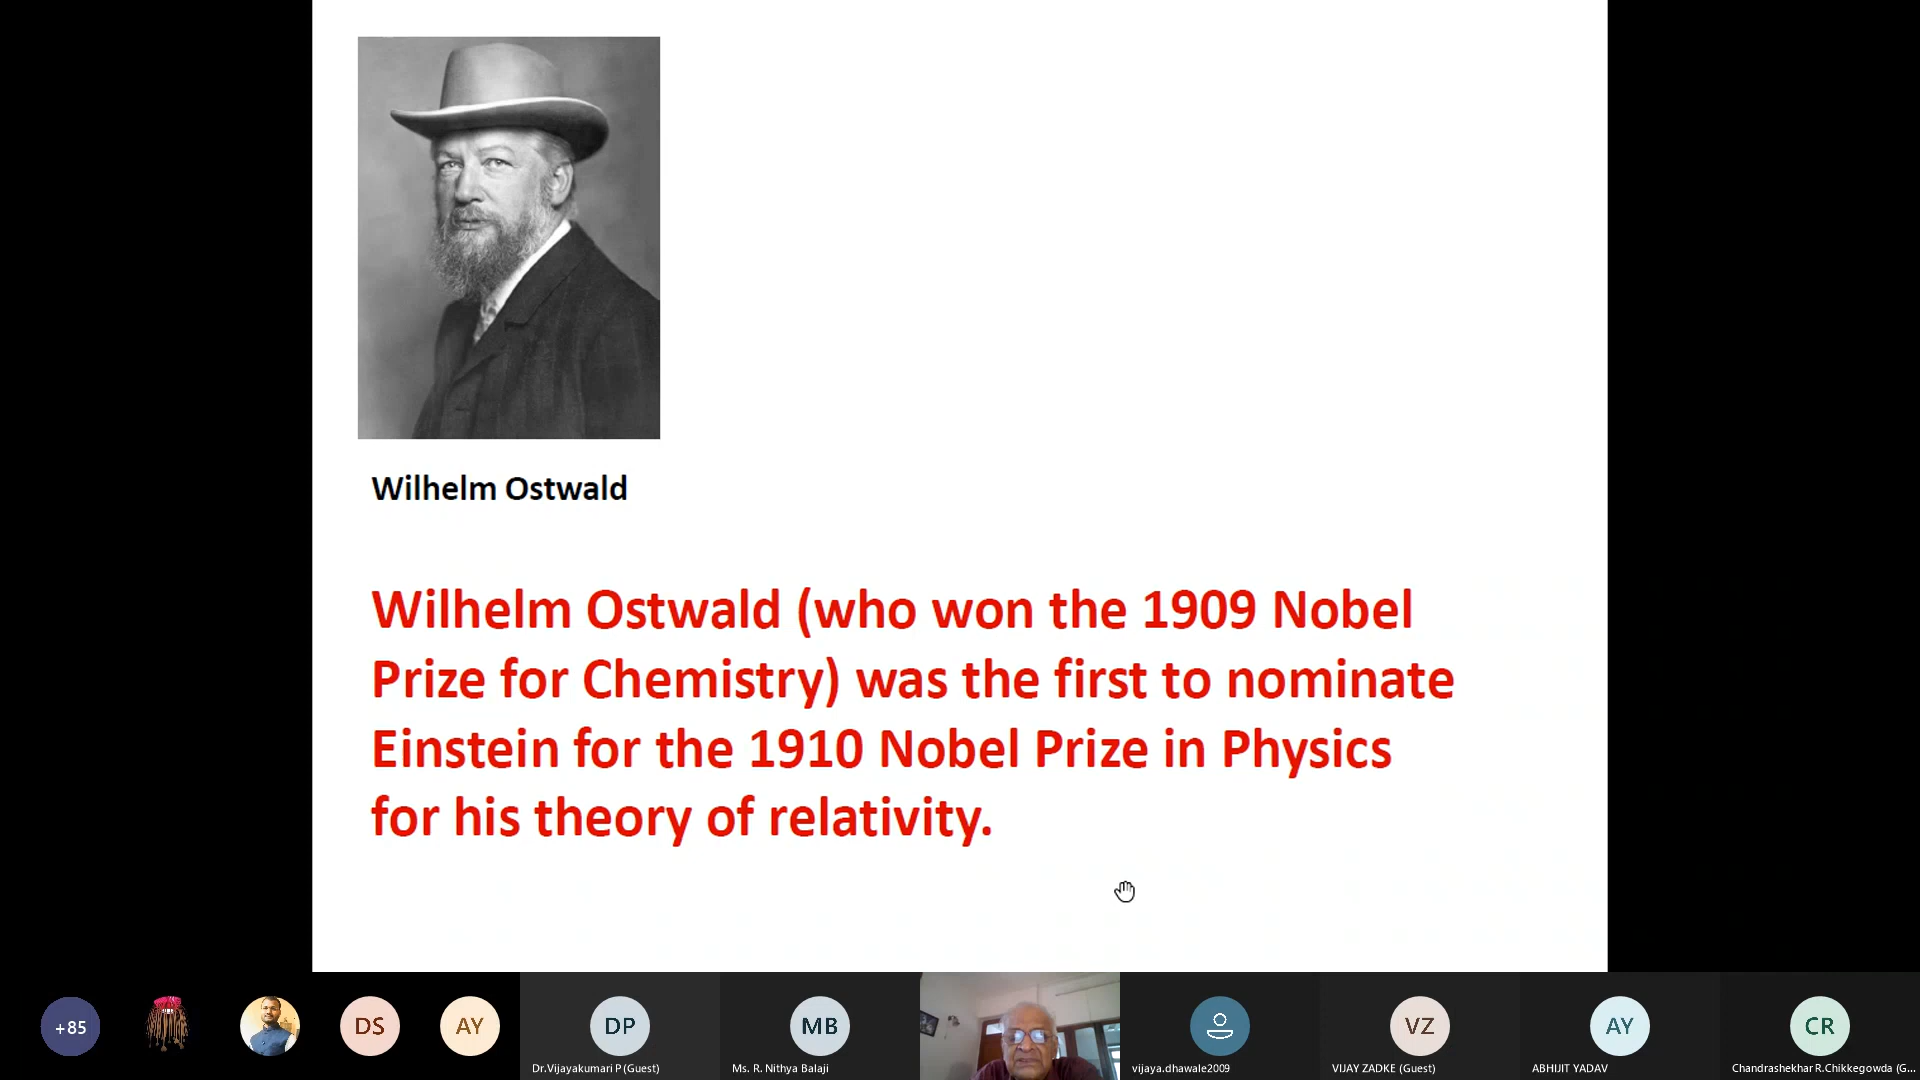 Wilhelm Ostwald
Wilhelm Ostwald (who won the 1909 Nobel
Prize for Chemistry) was the first to nominate
Einstein for the 1910 Nobel Prize in Physics
for his theory of relativity.
+85
DS
AY
DP
Dr.Vijayakumari P (Guest)
MB
Ms. R. Nithya Balaji
vijaya.dhawale2009
VZ
VIJAY ZADKE (Guest)
AY
ABHIJIT YADAV
CR
Chandrashekhar R.Chikkegowda (G...